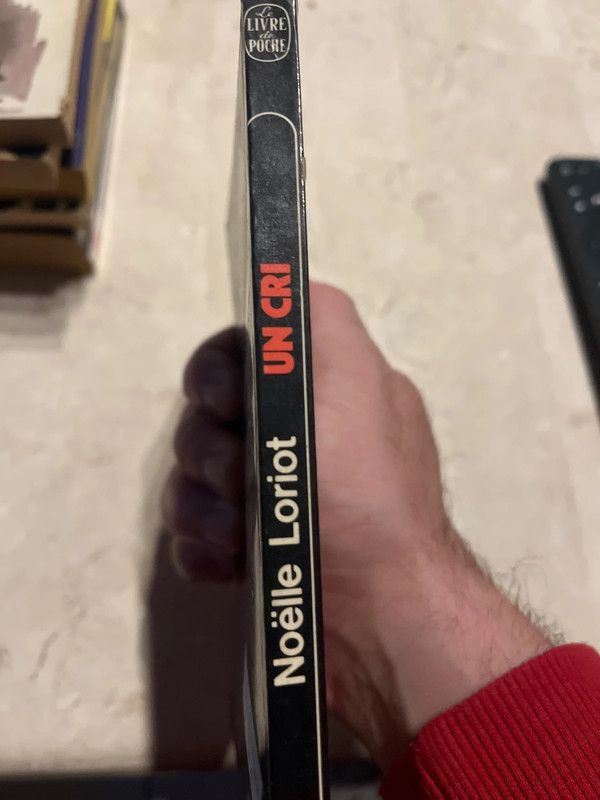 Le
LIVRE
de
POCHE
UN CRI
Noëlle Loriot